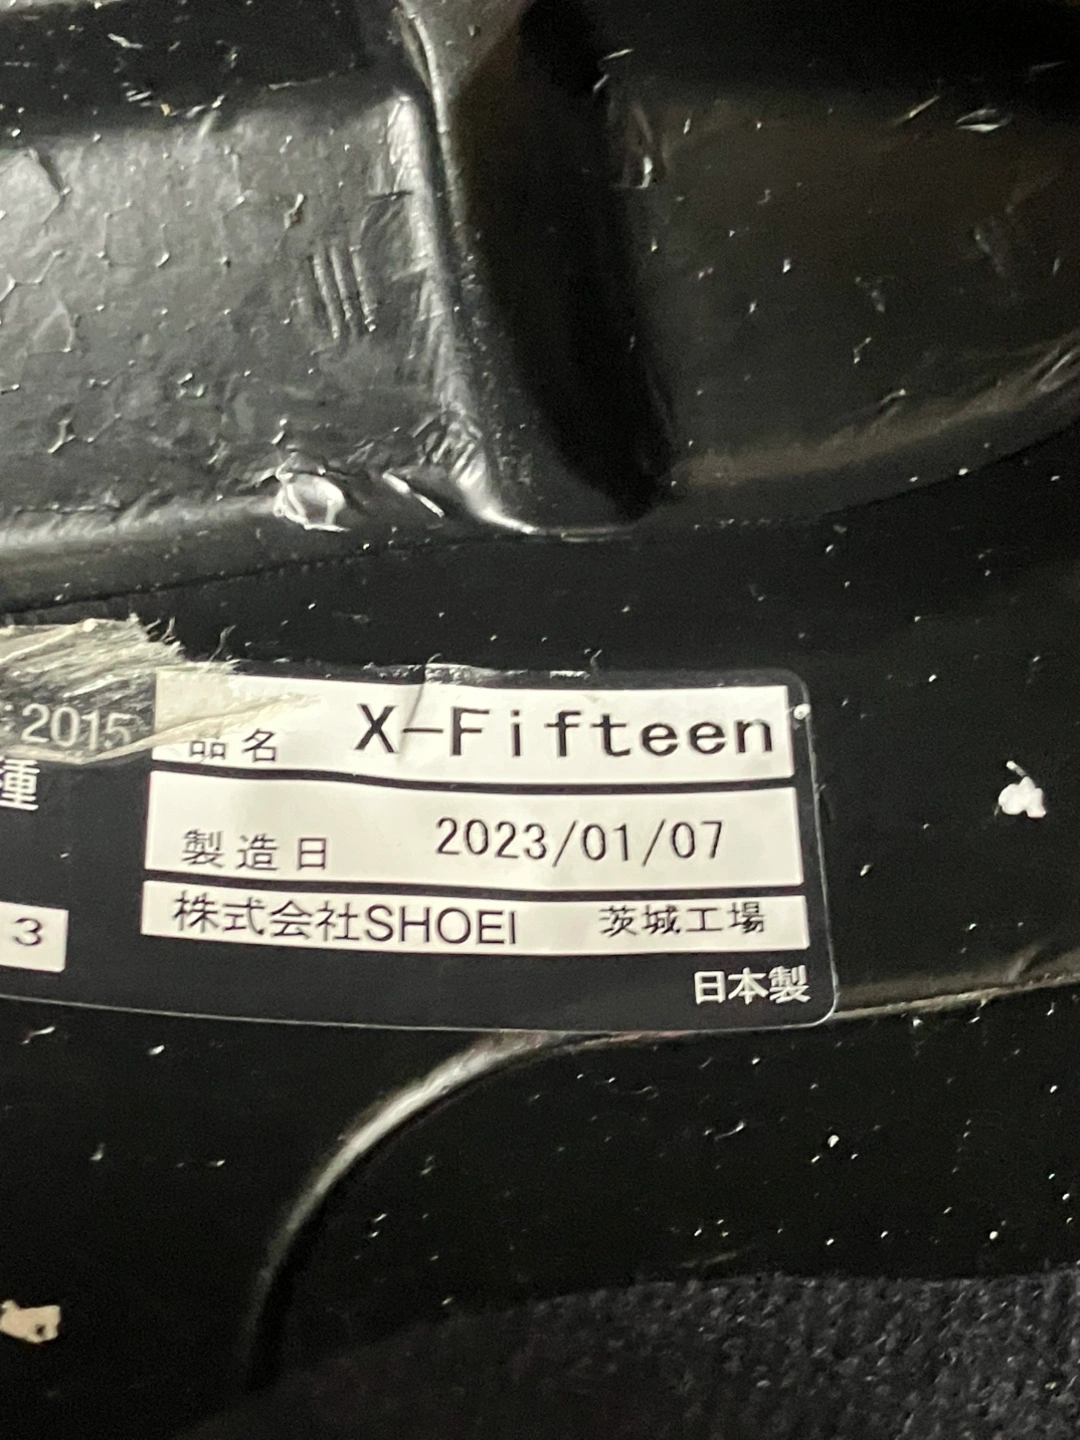 2015
品名 X-Fifteen
種
製造日 2023/01/07
3
株式会社SHOEI 茨城工場
日本製